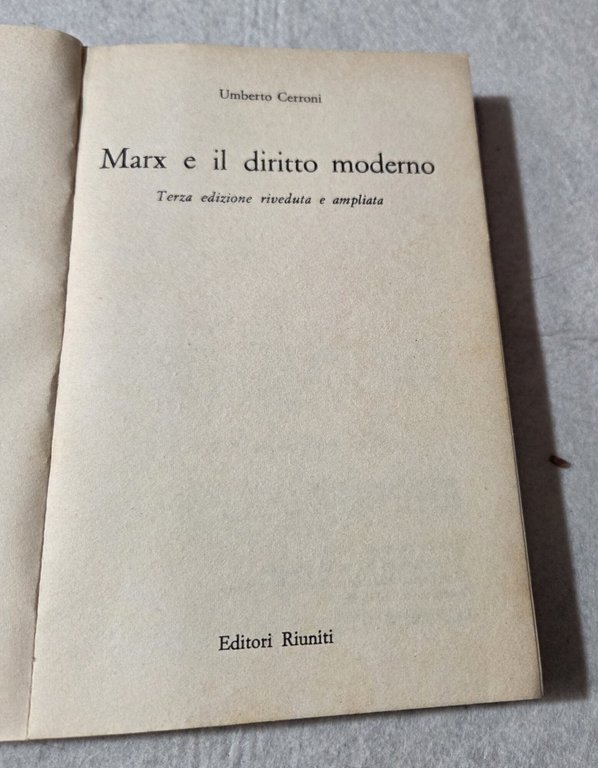 Umberto Cerroni
Marx e il diritto moderno
Terza edizione riveduta e ampliata
Editori Riuniti